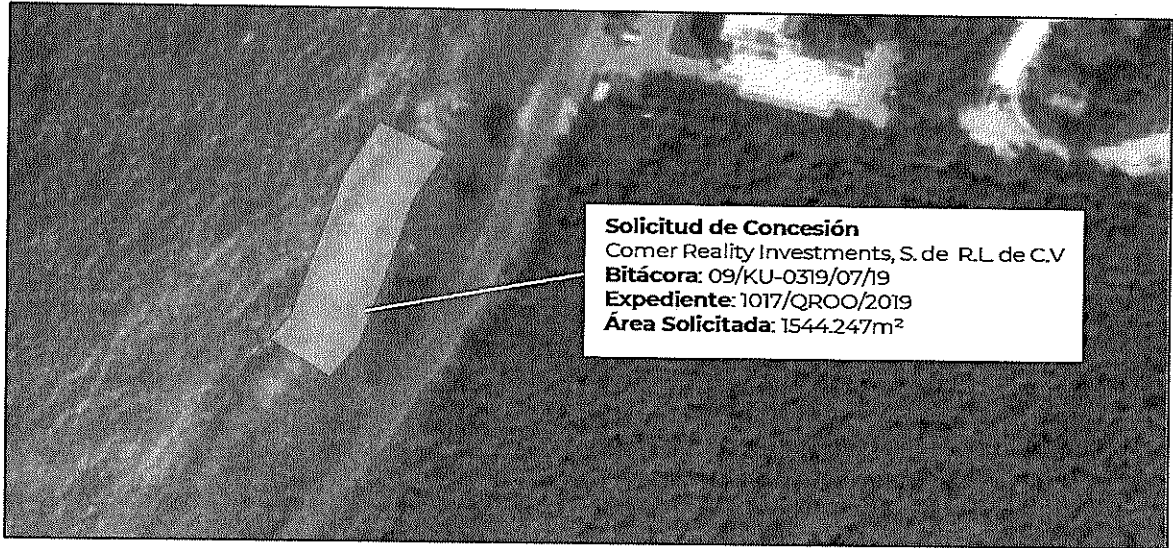 Solicitud de Concesión
Comer Reality Investments, S. de R.L. de C.V
Bitácora: 09/KU-0319/07/19
Expediente: 1017/QROO/2019
Área Solicitada: 1544.247m²